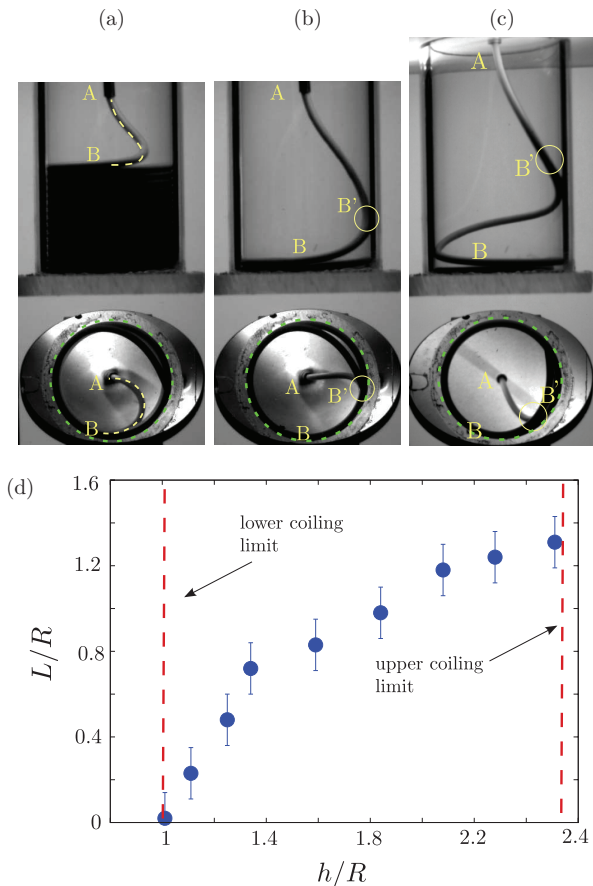 (a)
(b)
(c)
A
B
A
B'
B
A
B'
B
A
B
A
B'
B
A
B'
B
(d)
1.6
1.2
0.8
0.4
0
L/R
lower coiling
limit
upper coiling
limit
1
1.4
1.8
2.2
2.4
h/R